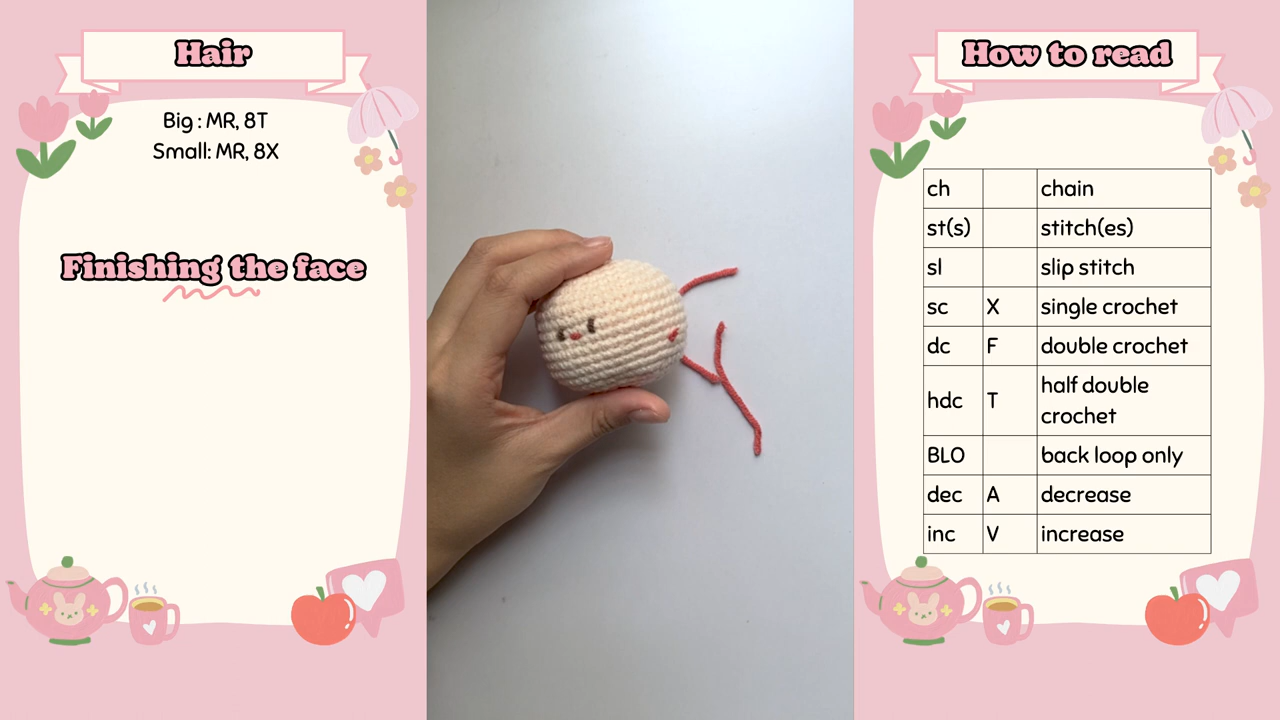 Hair
Big : MR, 8T
Small: MR, 8X
Finishing the face
How to read
ch chain
st(s) stitch(es)
sl slip stitch
sc X single crochet
dc F double crochet
hdc T half double
crochet
BLO back loop only
dec A decrease
inc V increase